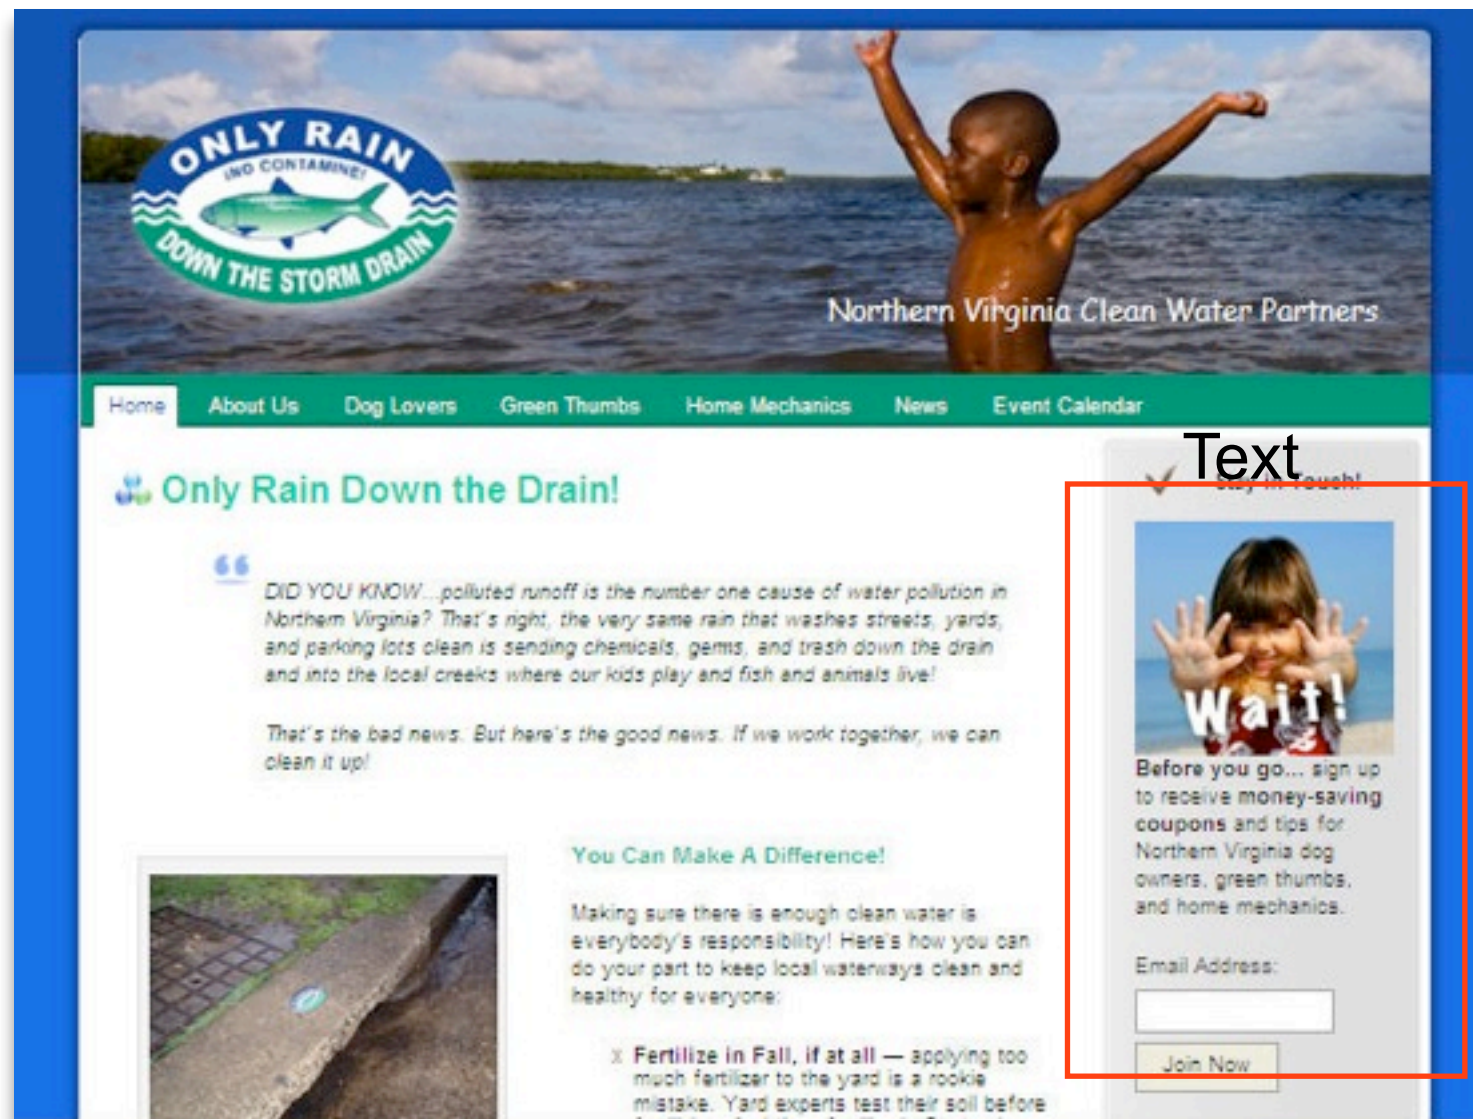 ONLY RAIN
¡NO CONTAMINE!
DOWN THE STORM DRAIN
Northern Virginia Clean Water Partners
Home About Us Dog Lovers Green Thumbs Home Mechanics News Event Calendar
Text
Stay in Touch!
Only Rain Down the Drain!
DID YOU KNOW...polluted runoff is the number one cause of water pollution in
Northern Virginia? That's right, the very same rain that washes streets, yards,
and parking lots clean is sending chemicals, germs, and trash down the drain
and into the local creeks where our kids play and fish and animals live!
That's the bad news. But here's the good news. If we work together, we can
clean it up!
You Can Make A Difference!
Making sure there is enough clean water is
everybody's responsibility! Here's how you can
do your part to keep local waterways clean and
healthy for everyone:
Fertilize in Fall, if at all — applying too
much fertilizer to the yard is a rookie
mistake. Yard experts test their soil before
Wait!
Before you go... sign up
to receive money-saving
coupons and tips for
Northern Virginia dog
owners, green thumbs,
and home mechanics.
Email Address:
Join Now